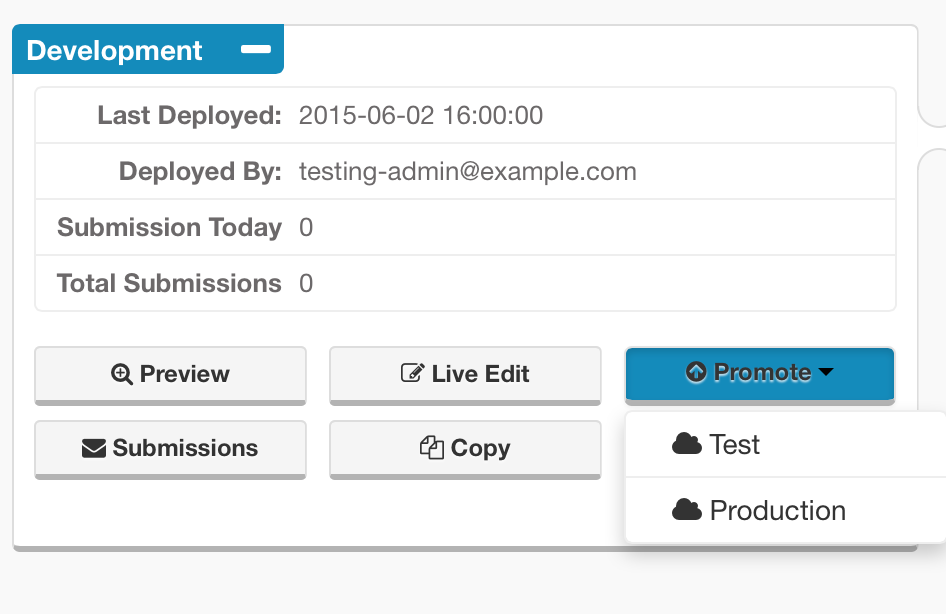 Development
Last Deployed: 2015-06-02 16:00:00
Deployed By: testing-admin@example.com
Submission Today 0
Total Submissions 0
Preview Live Edit Promote
Submissions Copy
Test
Production